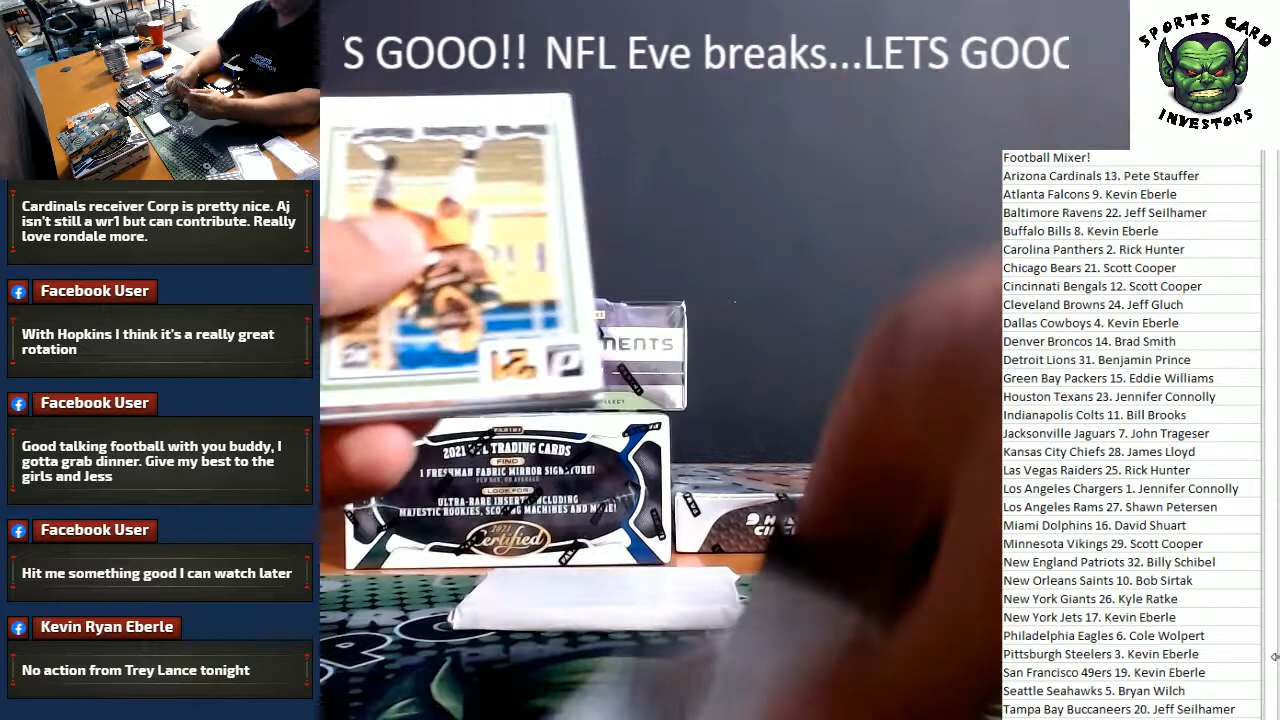 'S GOOO!! NFL Eve breaks...LETS GOOO
SPORTS CARD
INVESTORS
Cardinals receiver Corp is pretty nice. Aj
isn't still a wr1 but can contribute. Really
love rondale more.
Facebook User
With Hopkins I think it's a really great
rotation
Facebook User
Good talking football with you buddy, I
gotta grab dinner. Give my best to the
girls and Jess
Facebook User
Hit me something good I can watch later
Kevin Ryan Eberle
No action from Trey Lance tonight
MENTS
PANINI
2021 NFL TRADING CARDS
FIND
1 FRESHMAN FABRIC MIRROR SIGNATURE!
PER BOX, ON AVERAGE
LOOK FOR
ULTRA-RARE INSERTS INCLUDING
MAJESTIC ROOKIES, SCORING MACHINES AND MORE!
2021
Certified
Football Mixer!
Arizona Cardinals 13. Pete Stauffer
Atlanta Falcons 9. Kevin Eberle
Baltimore Ravens 22. Jeff Seilhamer
Buffalo Bills 8. Kevin Eberle
Carolina Panthers 2. Rick Hunter
Chicago Bears 21. Scott Cooper
Cincinnati Bengals 12. Scott Cooper
Cleveland Browns 24. Jeff Gluch
Dallas Cowboys 4. Kevin Eberle
Denver Broncos 14. Brad Smith
Detroit Lions 31. Benjamin Prince
Green Bay Packers 15. Eddie Williams
Houston Texans 23. Jennifer Connolly
Indianapolis Colts 11. Bill Brooks
Jacksonville Jaguars 7. John Trageser
Kansas City Chiefs 28. James Lloyd
Las Vegas Raiders 25. Rick Hunter
Los Angeles Chargers 1. Jennifer Connolly
Los Angeles Rams 27. Shawn Petersen
Miami Dolphins 16. David Shuart
Minnesota Vikings 29. Scott Cooper
New England Patriots 32. Billy Schibel
New Orleans Saints 10. Bob Sirtak
New York Giants 26. Kyle Ratke
New York Jets 17. Kevin Eberle
Philadelphia Eagles 6. Cole Wolpert
Pittsburgh Steelers 3. Kevin Eberle
San Francisco 49ers 19. Kevin Eberle
Seattle Seahawks 5. Bryan Wilch
Tampa Bay Buccaneers 20. Jeff Seilhamer